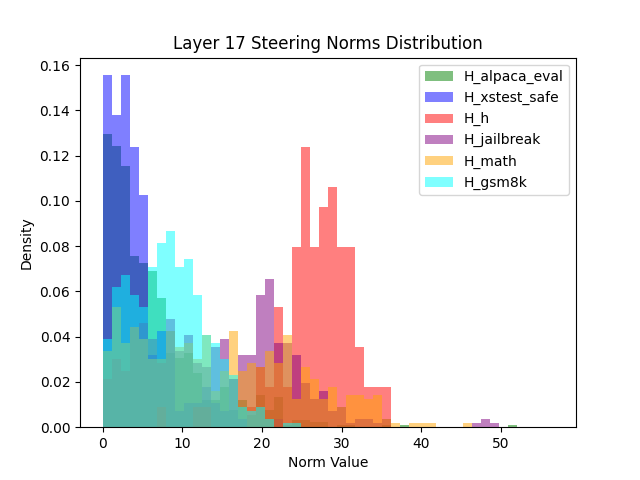 Layer 17 Steering Norms Distribution
H_alpaca_eval
H_xstest_safe
H_h
H_jailbreak
H_math
H_gsm8k
0.16
0.14
0.12
0.10
0.08
0.06
0.04
0.02
0.00
Density
0 10 20 30 40 50
Norm Value